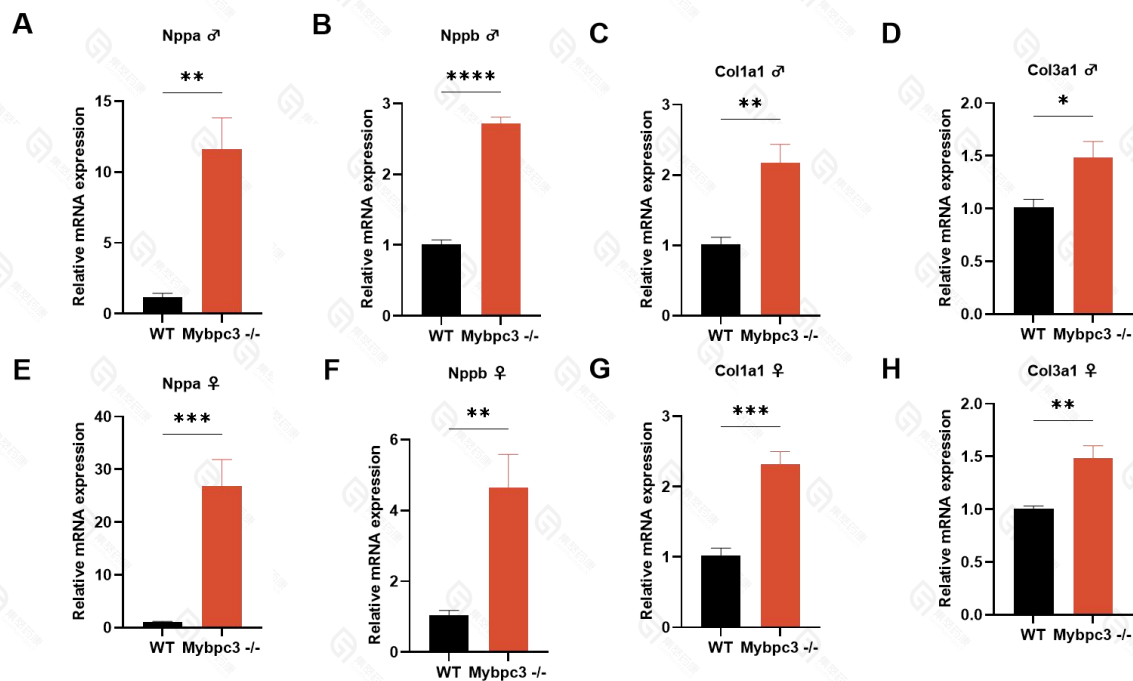 A
Nppa ♂
**
Relative mRNA expression
15
10
5
0
WT Mybpc3 -/-
B
Nppb ♂
****
Relative mRNA expression
3
2
1
0
WT Mybpc3 -/-
C
Col1a1 ♂
**
Relative mRNA expression
3
2
1
0
WT Mybpc3 -/-
D
Col3a1 ♂
*
Relative mRNA expression
2.0
1.5
1.0
0.5
0.0
WT Mybpc3 -/-
E
Nppa ♀
***
Relative mRNA expression
40
30
20
10
0
WT Mybpc3 -/-
F
Nppb ♀
**
Relative mRNA expression
6
4
2
0
WT Mybpc3 -/-
G
Col1a1 ♀
***
Relative mRNA expression
3
2
1
0
WT Mybpc3 -/-
H
Col3a1 ♀
**
Relative mRNA expression
2.0
1.5
1.0
0.5
0.0
WT Mybpc3 -/-